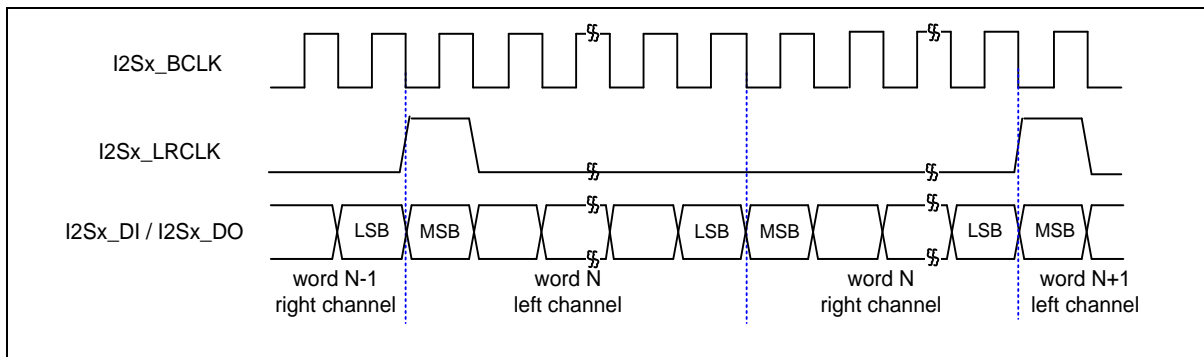 I2Sx_BCLK
I2Sx_LRCLK
I2Sx_DI / I2Sx_DO
LSB
MSB
LSB
MSB
LSB
MSB
word N-1
right channel
word N
left channel
word N
right channel
word N+1
left channel